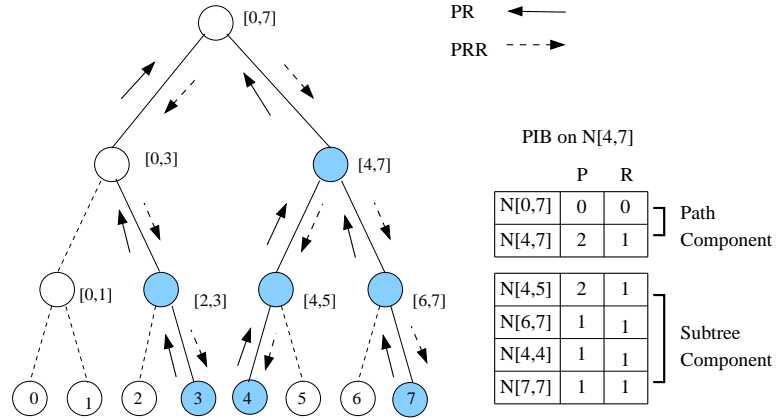 [0,7]
PR
PRR
[0,3]
[4,7]
[0,1]
[2,3]
[4,5]
[6,7]
0
1
2
3
4
5
6
7
PIB on N[4,7]
P R
N[0,7] 0 0
N[4,7] 2 1
Path
Component
N[4,5] 2 1
N[6,7] 1 1
N[4,4] 1 1
N[7,7] 1 1
Subtree
Component